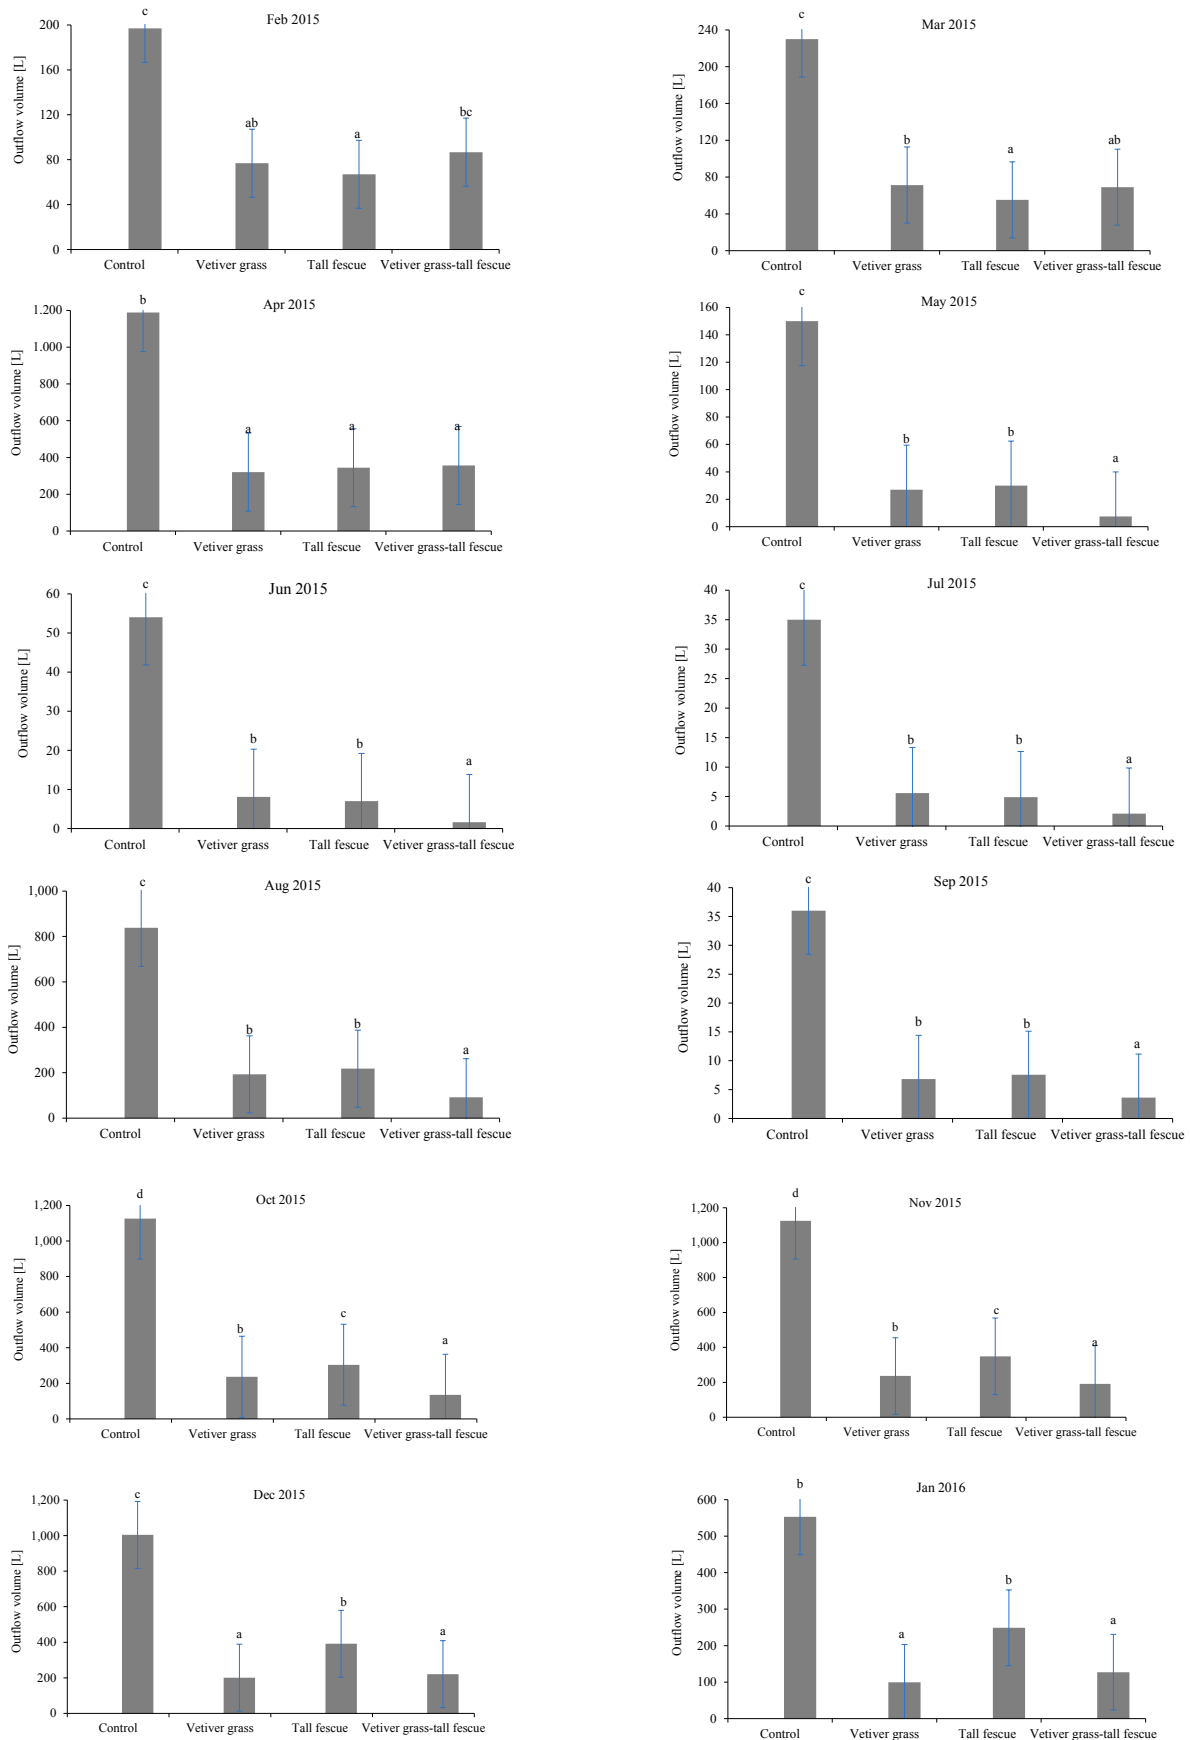 Feb 2015
c
200
160
120
80
40
0
Outflow volume [L]
ab
a
bc
Control Vetiver grass Tall fescue Vetiver grass-tall fescue
Mar 2015
c
240
200
160
120
80
40
0
Outflow volume [L]
b
a
ab
Control Vetiver grass Tall fescue Vetiver grass-tall fescue
Apr 2015
b
1.200
1.000
800
600
400
200
0
Outflow volume [L]
a
a
a
Control Vetiver grass Tall fescue Vetiver grass-tall fescue
May 2015
c
160
140
120
100
80
60
40
20
0
Outflow volume [L]
b
b
a
Control Vetiver grass Tall fescue Vetiver grass-tall fescue
Jun 2015
c
60
50
40
30
20
10
0
Outflow volume [L]
b
b
a
Control Vetiver grass Tall fescue Vetiver grass-tall fescue
Jul 2015
c
40
35
30
25
20
15
10
5
0
Outflow volume [L]
b
b
a
Control Vetiver grass Tall fescue Vetiver grass-tall fescue
Aug 2015
c
1,000
800
600
400
200
0
Outflow volume [L]
b
b
a
Control Vetiver grass Tall fescue Vetiver grass-tall fescue
Sep 2015
c
40
35
30
25
20
15
10
5
0
Outflow volume [L]
b
b
a
Control Vetiver grass Tall fescue Vetiver grass-tall fescue
Oct 2015
d
1,200
1,000
800
600
400
200
0
Outflow volume [L]
b
c
a
Control Vetiver grass Tall fescue Vetiver grass-tall fescue
Nov 2015
d
1,200
1,000
800
600
400
200
0
Outflow volume [L]
b
c
a
Control Vetiver grass Tall fescue Vetiver grass-tall fescue
Dec 2015
c
1,200
1,000
800
600
400
200
0
Outflow volume [L]
a
b
a
Control Vetiver grass Tall fescue Vetiver grass-tall fescue
Jan 2016
b
600
500
400
300
200
100
0
Outflow volume [L]
a
b
a
Control Vetiver grass Tall fescue Vetiver grass-tall fescue